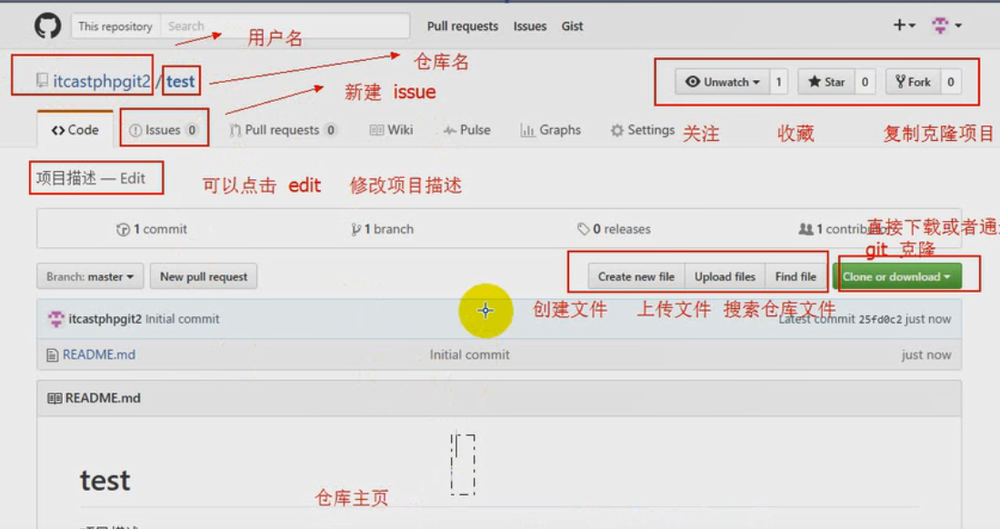 This repository Search Pull requests Issues Gist
用户名
仓库名
itcastphpgit2 / test
Unwatch 1 Star 0 Fork 0
新建 issue
Code Issues 0 Pull requests 0 Wiki Pulse Graphs Settings
关注 收藏 复制克隆项目
项目描述 — Edit
可以点击 edit 修改项目描述
1 commit 1 branch 0 releases 1
直接下载或者通
git 克隆
Branch: master New pull request Create new file Upload files Find file Clone or download
创建文件 上传文件 搜索仓库文件
itcastphpgit2 Initial commit Latest commit 25fd0c2 just now
README.md Initial commit just now
README.md
test
仓库主页